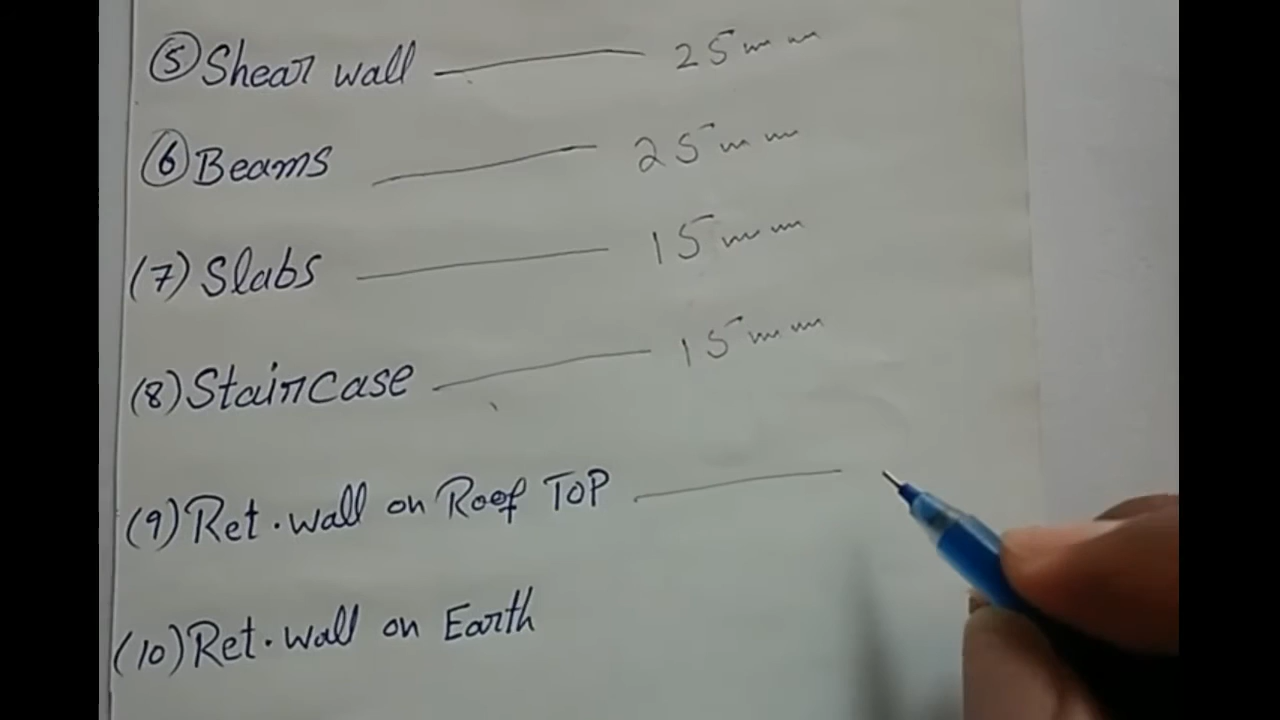 ⑤ Shear wall — 25mm
⑥ Beams — 25mm
(7) Slabs — 15mm
(8) Staircase — 15mm
(9) Ret. wall on Roof TOP —
(10) Ret. wall on Earth